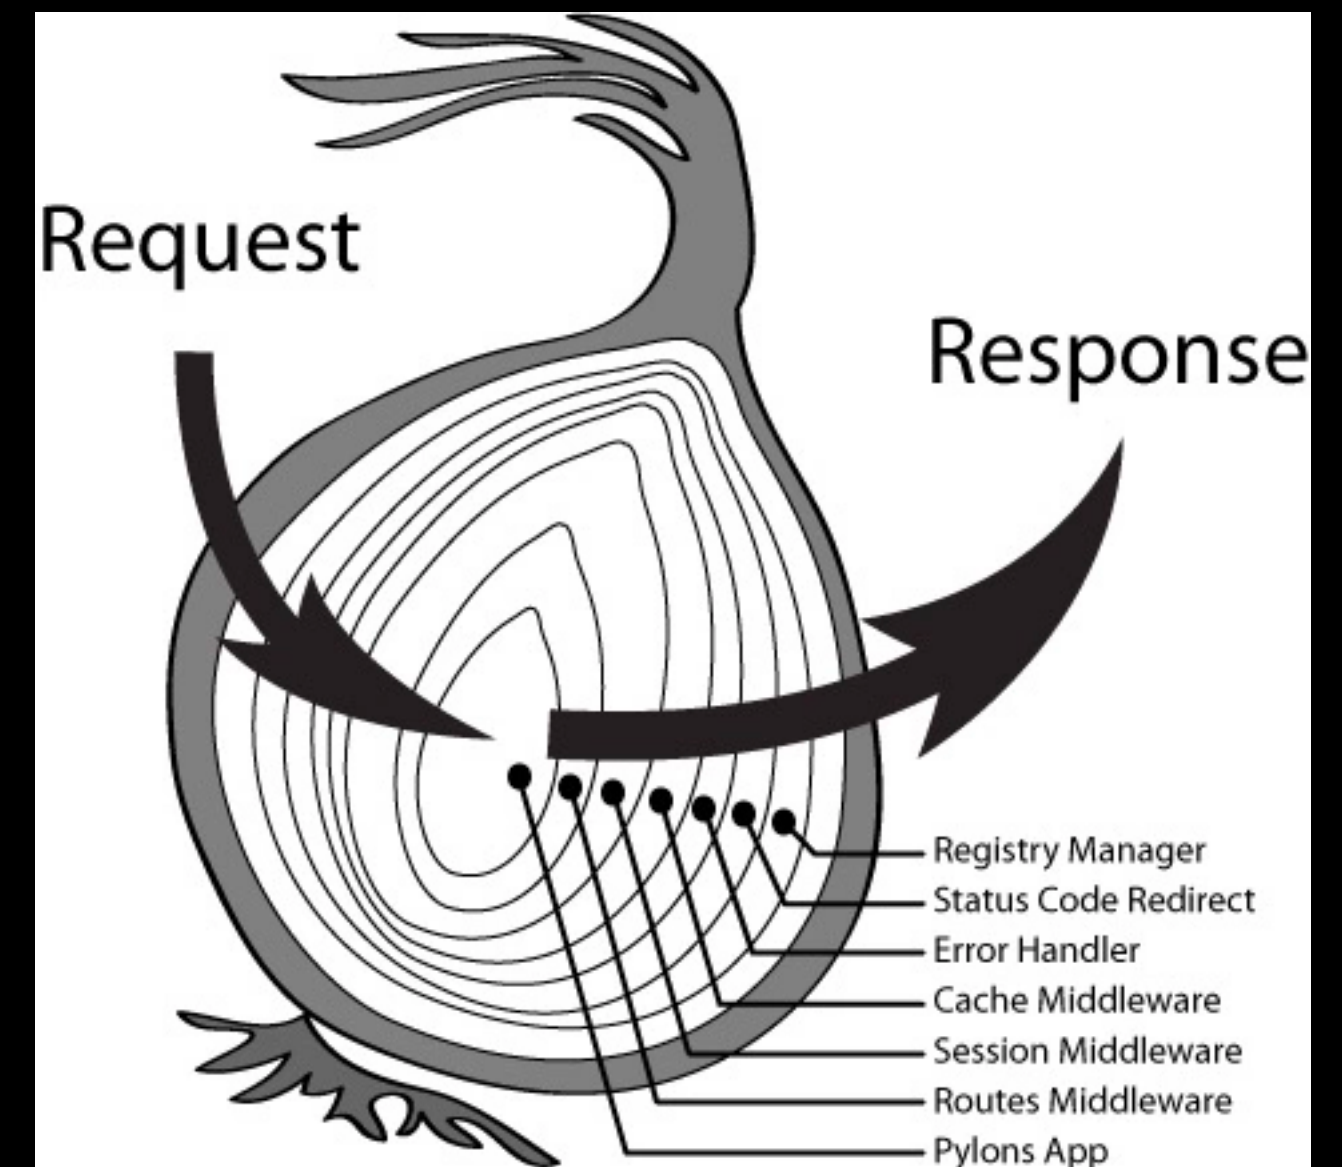 Request
Response
Registry Manager
Status Code Redirect
Error Handler
Cache Middleware
Session Middleware
Routes Middleware
Pylons App